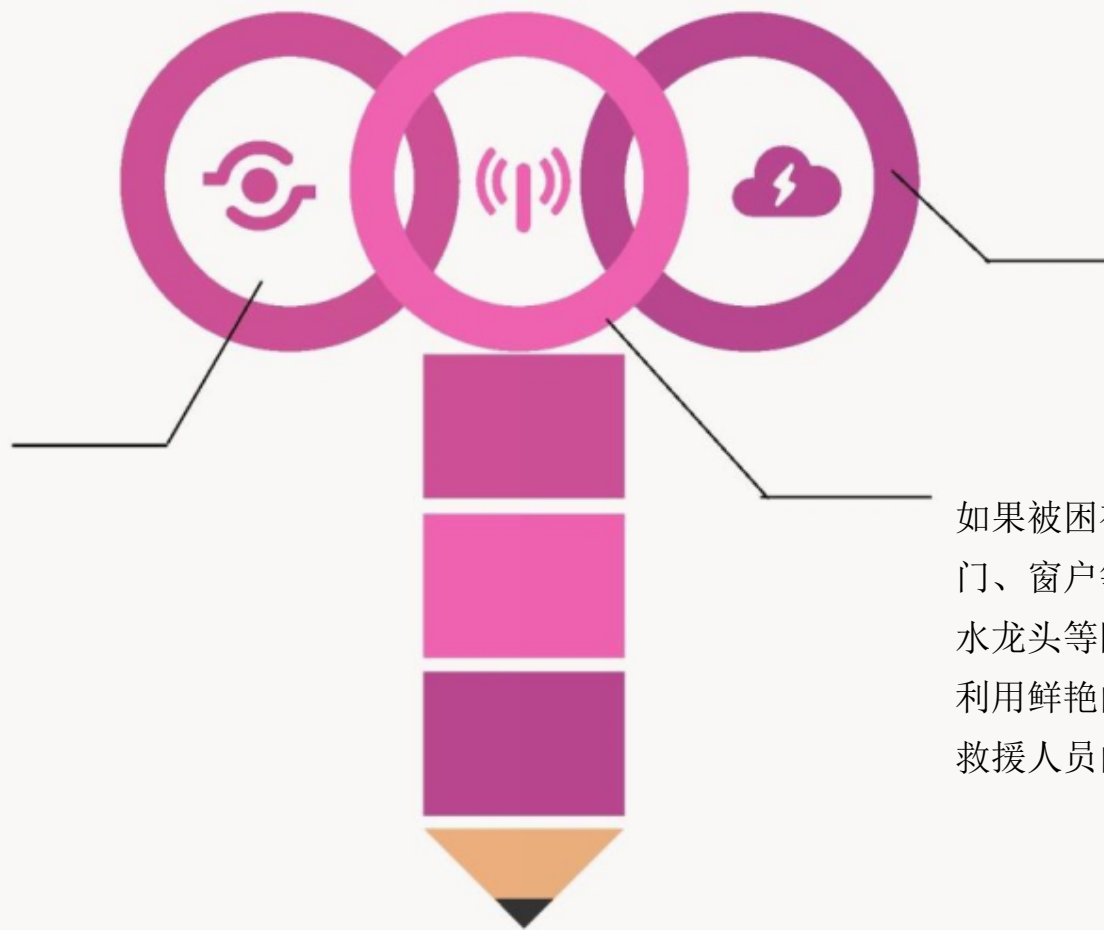 如果被困
门、窗户
水龙头等
利用鲜艳
救援人员